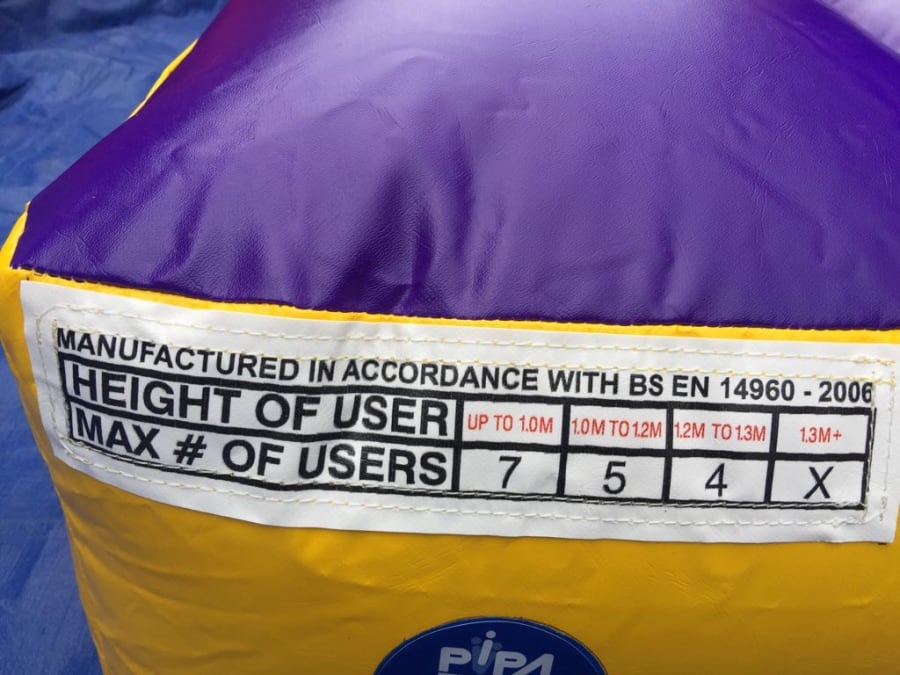 MANUFACTURED IN ACCORDANCE WITH BS EN 14960 - 2006
HEIGHT OF USER UP TO 1.0M 1.0M TO 1.2M 1.2M TO 1.3M 1.3M+
MAX # OF USERS 7 5 4 X
PIPA